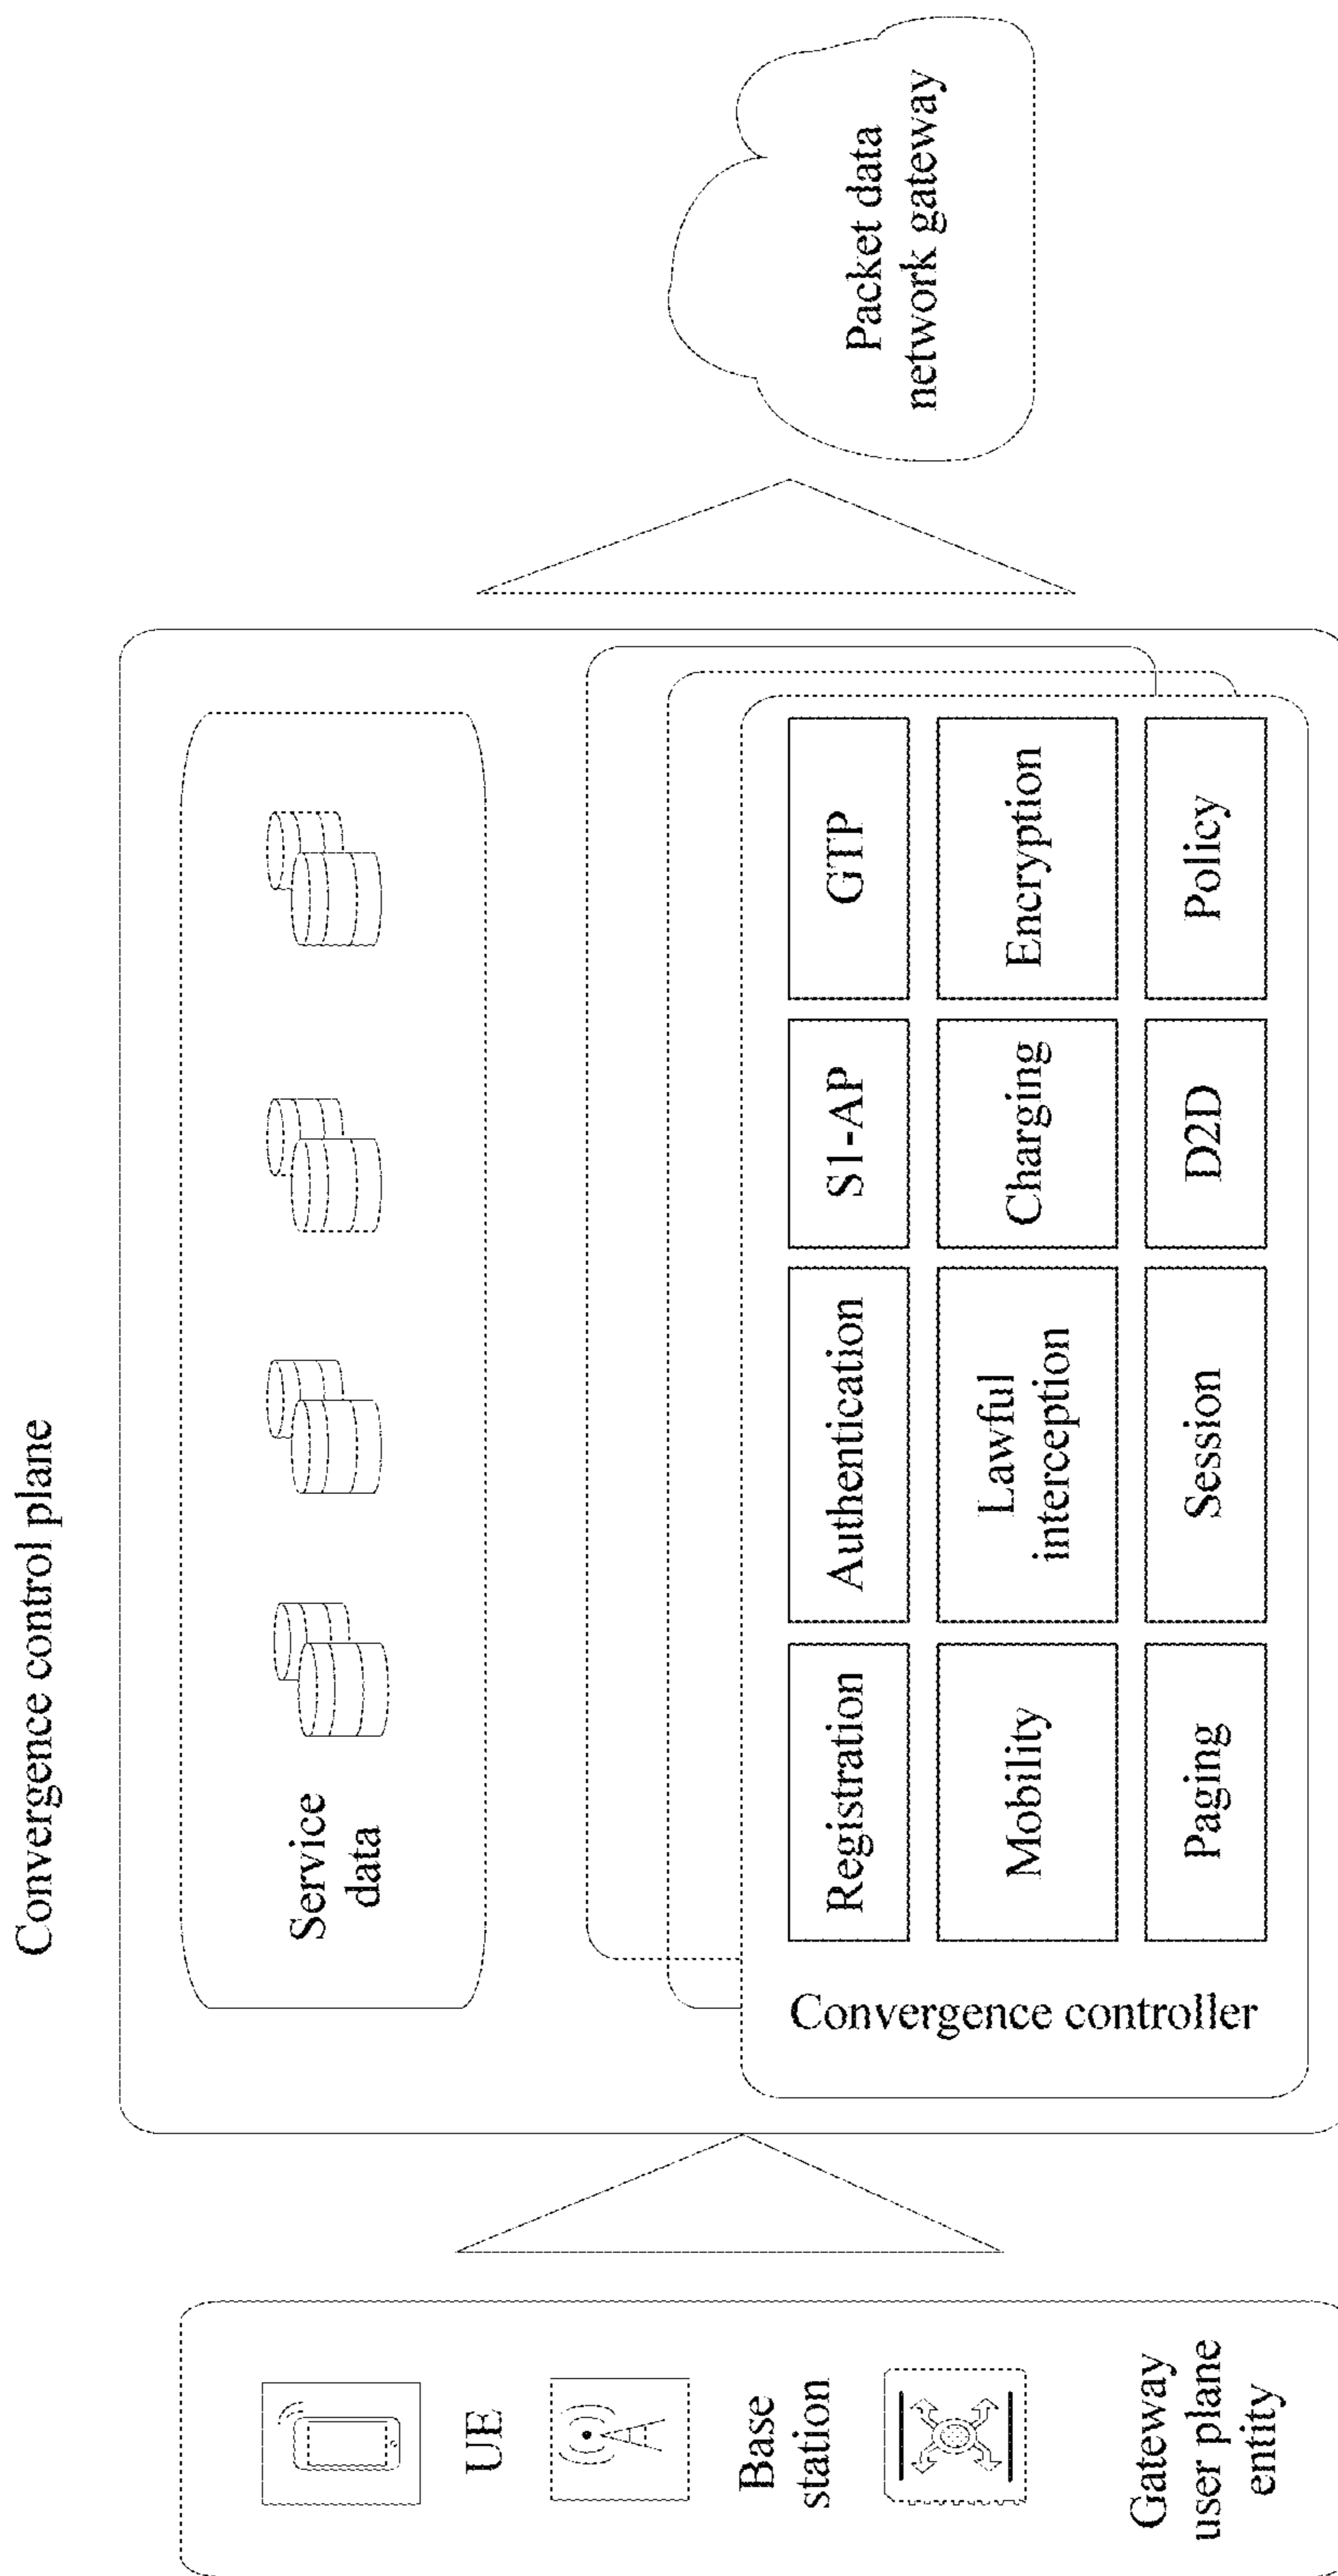 Convergence control plane
UE
Base
station
Gateway
user plane
entity
Service
data
Convergence controller
Registration
Authentication
S1-AP
GTP
Mobility
Lawful
interception
Charging
Encryption
Paging
Session
D2D
Policy
Packet data
network gateway